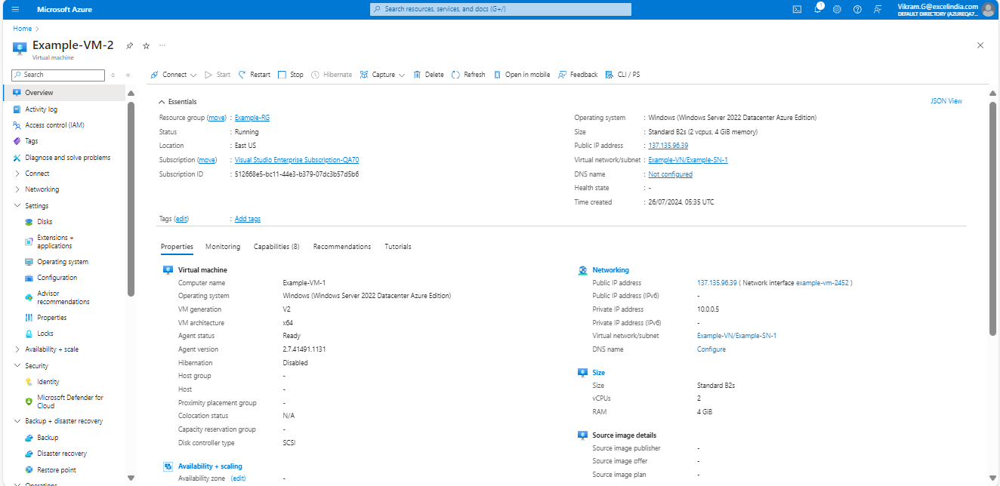 Microsoft Azure
Search resources, services, and docs (G+/)
1
Vikram.G@excelindia.com
DEFAULT DIRECTORY (AZUREQA7...
Home >
Example-VM-2
Virtual machine
Search
Connect
Start
Restart
Stop
Hibernate
Capture
Delete
Refresh
Open in mobile
Feedback
CLI / PS
Overview
Activity log
Access control (IAM)
Tags
Diagnose and solve problems
Connect
Networking
Settings
Disks
Extensions +
applications
Operating system
Configuration
Advisor
recommendations
Properties
Locks
Availability + scale
Security
Identity
Microsoft Defender for
Cloud
Backup + disaster recovery
Backup
Disaster recovery
Restore point
Operations
Essentials
JSON View
Resource group (move) : Example-RG
Status : Running
Location : East US
Subscription (move) : Visual Studio Enterprise Subscription-QA70
Subscription ID : 512668e5-bc11-44e3-b379-07dc3b57d5b6
Operating system : Windows (Windows Server 2022 Datacenter Azure Edition)
Size : Standard B2s (2 vcpus, 4 GiB memory)
Public IP address : 137.135.96.39
Virtual network/subnet : Example-VN/Example-SN-1
DNS name : Not configured
Health state : -
Time created : 26/07/2024, 05:35 UTC
Tags (edit) : Add tags
Properties Monitoring Capabilities (8) Recommendations Tutorials
Virtual machine
Computer name Example-VM-1
Operating system Windows (Windows Server 2022 Datacenter Azure Edition)
VM generation V2
VM architecture x64
Agent status Ready
Agent version 2.7.41491.1131
Hibernation Disabled
Host group -
Host -
Proximity placement group -
Colocation status N/A
Capacity reservation group -
Disk controller type SCSI
Availability + scaling
Availability zone (edit) -
Networking
Public IP address 137.135.96.39 ( Network interface example-vm-2452 )
Public IP address (IPv6) -
Private IP address 10.0.0.5
Private IP address (IPv6) -
Virtual network/subnet Example-VN/Example-SN-1
DNS name Configure
Size
Size Standard B2s
vCPUs 2
RAM 4 GiB
Source image details
Source image publisher -
Source image offer -
Source image plan -